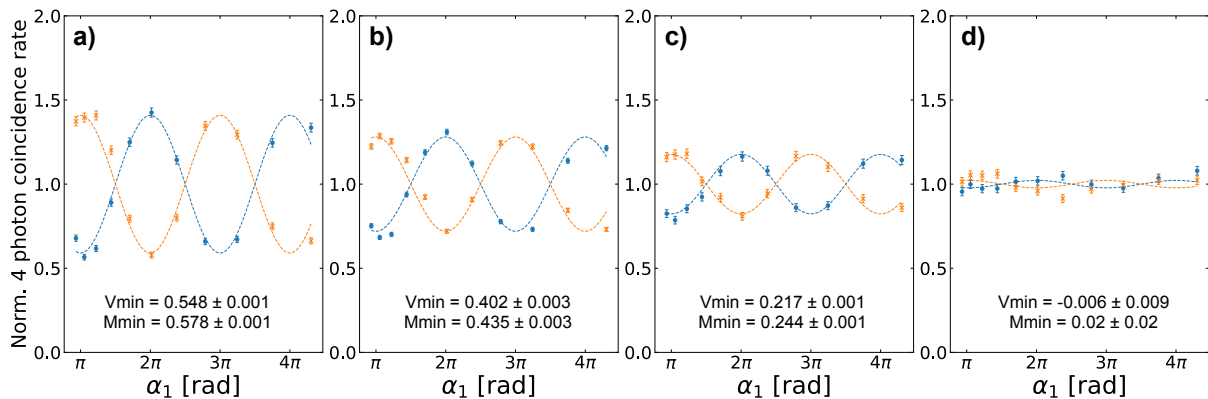 Norm. 4 photon coincidence rate
a)
2.0
1.5
1.0
0.5
0.0
Vmin = 0.548 ± 0.001
Mmin = 0.578 ± 0.001
π 2π 3π 4π
α₁ [rad]
b)
2.0
1.5
1.0
0.5
0.0
Vmin = 0.402 ± 0.003
Mmin = 0.435 ± 0.003
π 2π 3π 4π
α₁ [rad]
c)
2.0
1.5
1.0
0.5
0.0
Vmin = 0.217 ± 0.001
Mmin = 0.244 ± 0.001
π 2π 3π 4π
α₁ [rad]
d)
2.0
1.5
1.0
0.5
0.0
Vmin = -0.006 ± 0.009
Mmin = 0.02 ± 0.02
π 2π 3π 4π
α₁ [rad]